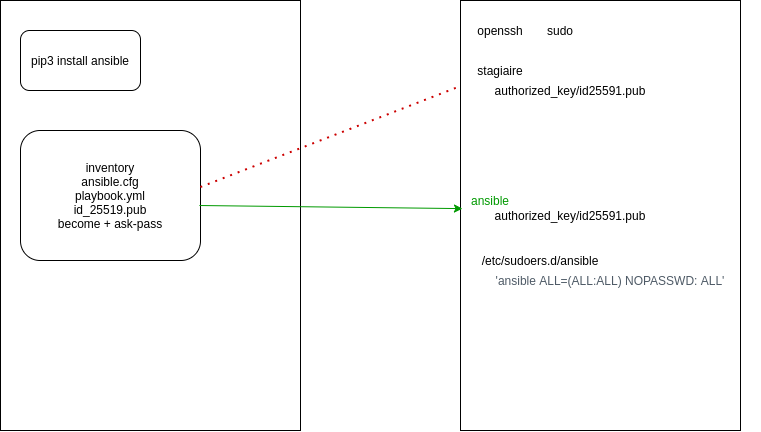 pip3 install ansible
inventory
ansible.cfg
playbook.yml
id_25519.pub
become + ask-pass
openssh sudo
stagiaire
authorized_key/id25591.pub
ansible
authorized_key/id25591.pub
/etc/sudoers.d/ansible
'ansible ALL=(ALL:ALL) NOPASSWD: ALL'